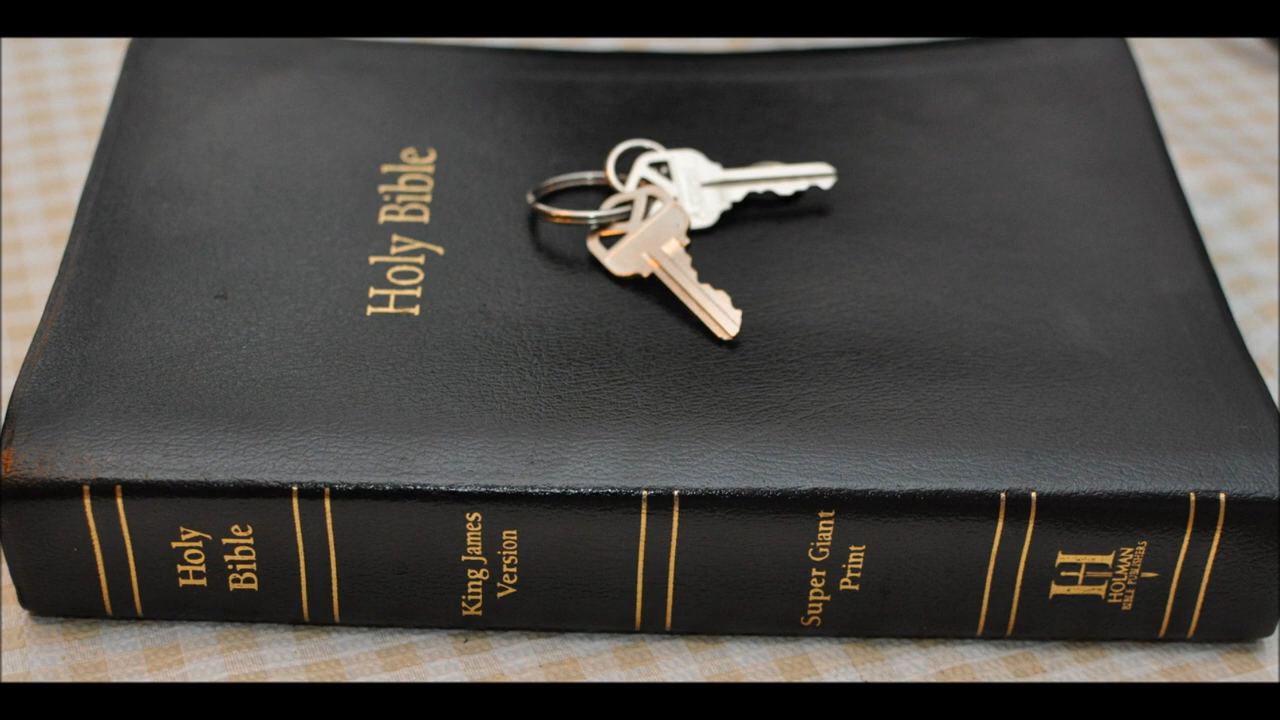 Holy Bible
Holy
Bible
King James
Version
Super Giant
Print
H
HOLMAN
BIBLE PUBLISHERS